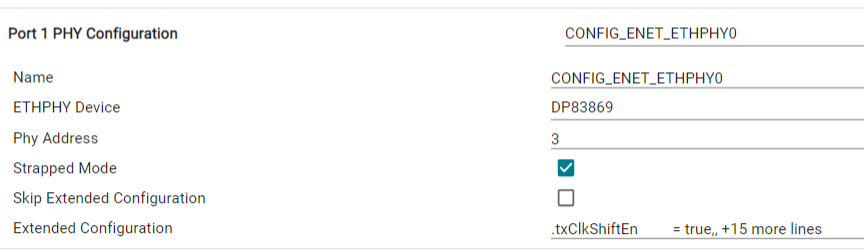 Port 1 PHY Configuration CONFIG_ENET_ETHPHY0
Name CONFIG_ENET_ETHPHY0
ETHPHY Device DP83869
Phy Address 3
Strapped Mode
Skip Extended Configuration
Extended Configuration .txClkShiftEn = true,, +15 more lines